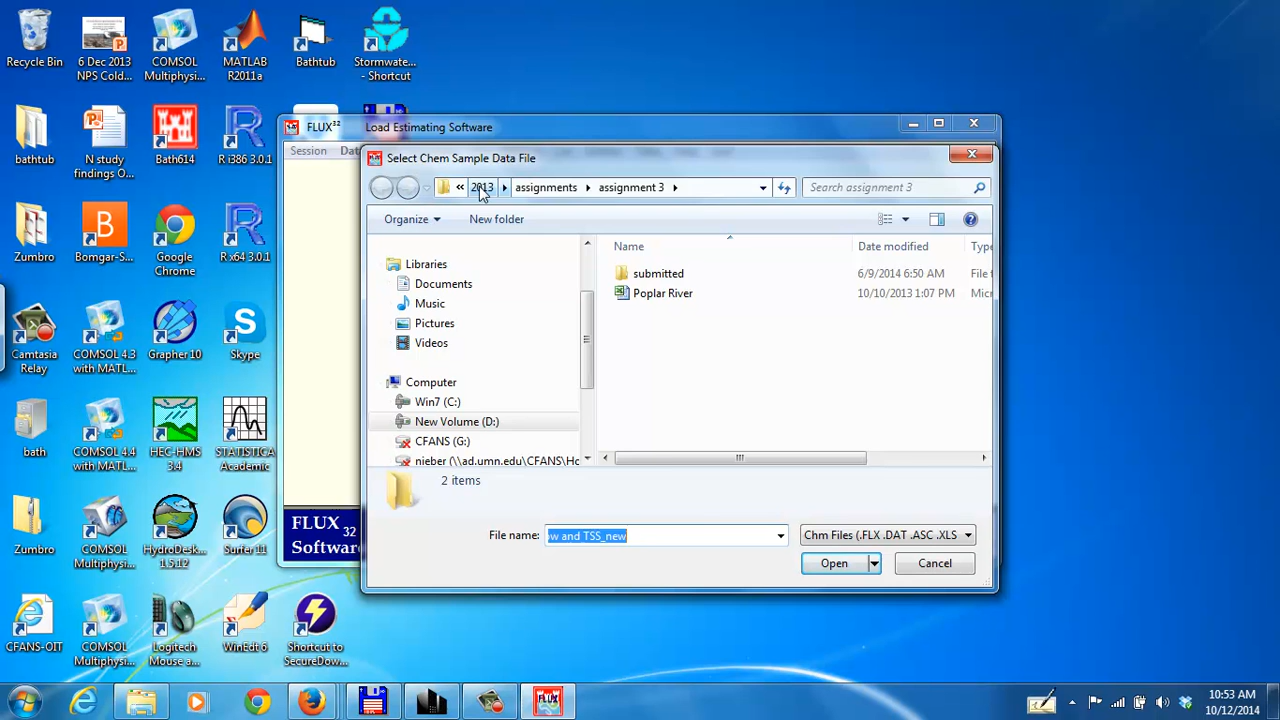 Recycle Bin
6 Dec 2013
NPS Cold...
COMSOL
Multiphysi...
MATLAB
R2011a
Bathtub
Stormwate...
- Shortcut
bathtub
N study
findings O...
Bath614
R i386 3.0.1
Zumbro
Bomgar-S...
Google
Chrome
R x64 3.0.1
Camtasia
Relay
COMSOL 4.3
with MATL...
Grapher 10
Skype
bath
COMSOL 4.4
with MATL...
HEC-HMS
3.4
STATISTICA
Academic
Zumbro
COMSOL
Multiphysi...
HydroDesk...
1.5.12
Surfer 11
CFANS-OIT
COMSOL
Multiphysi...
Logitech
Mouse a...
WinEdt 6
Shortcut to
SecureDow...
FLUX32 Load Estimating Software
Session Dat
FLUX 32
Software
Select Chem Sample Data File
« 2013 assignments assignment 3
Search assignment 3
Organize New folder
Libraries
Documents
Music
Pictures
Videos
Computer
Win7 (C:)
New Volume (D:)
CFANS (G:)
nieber (\\ad.umn.edu\CFANS\Hc
Name Date modified Type
submitted 6/9/2014 6:50 AM File f
Poplar River 10/10/2013 1:07 PM Micr
2 items
File name: ow and TSS_new
Chm Files (.FLX .DAT .ASC .XLS
Open Cancel
10:53 AM
10/12/2014